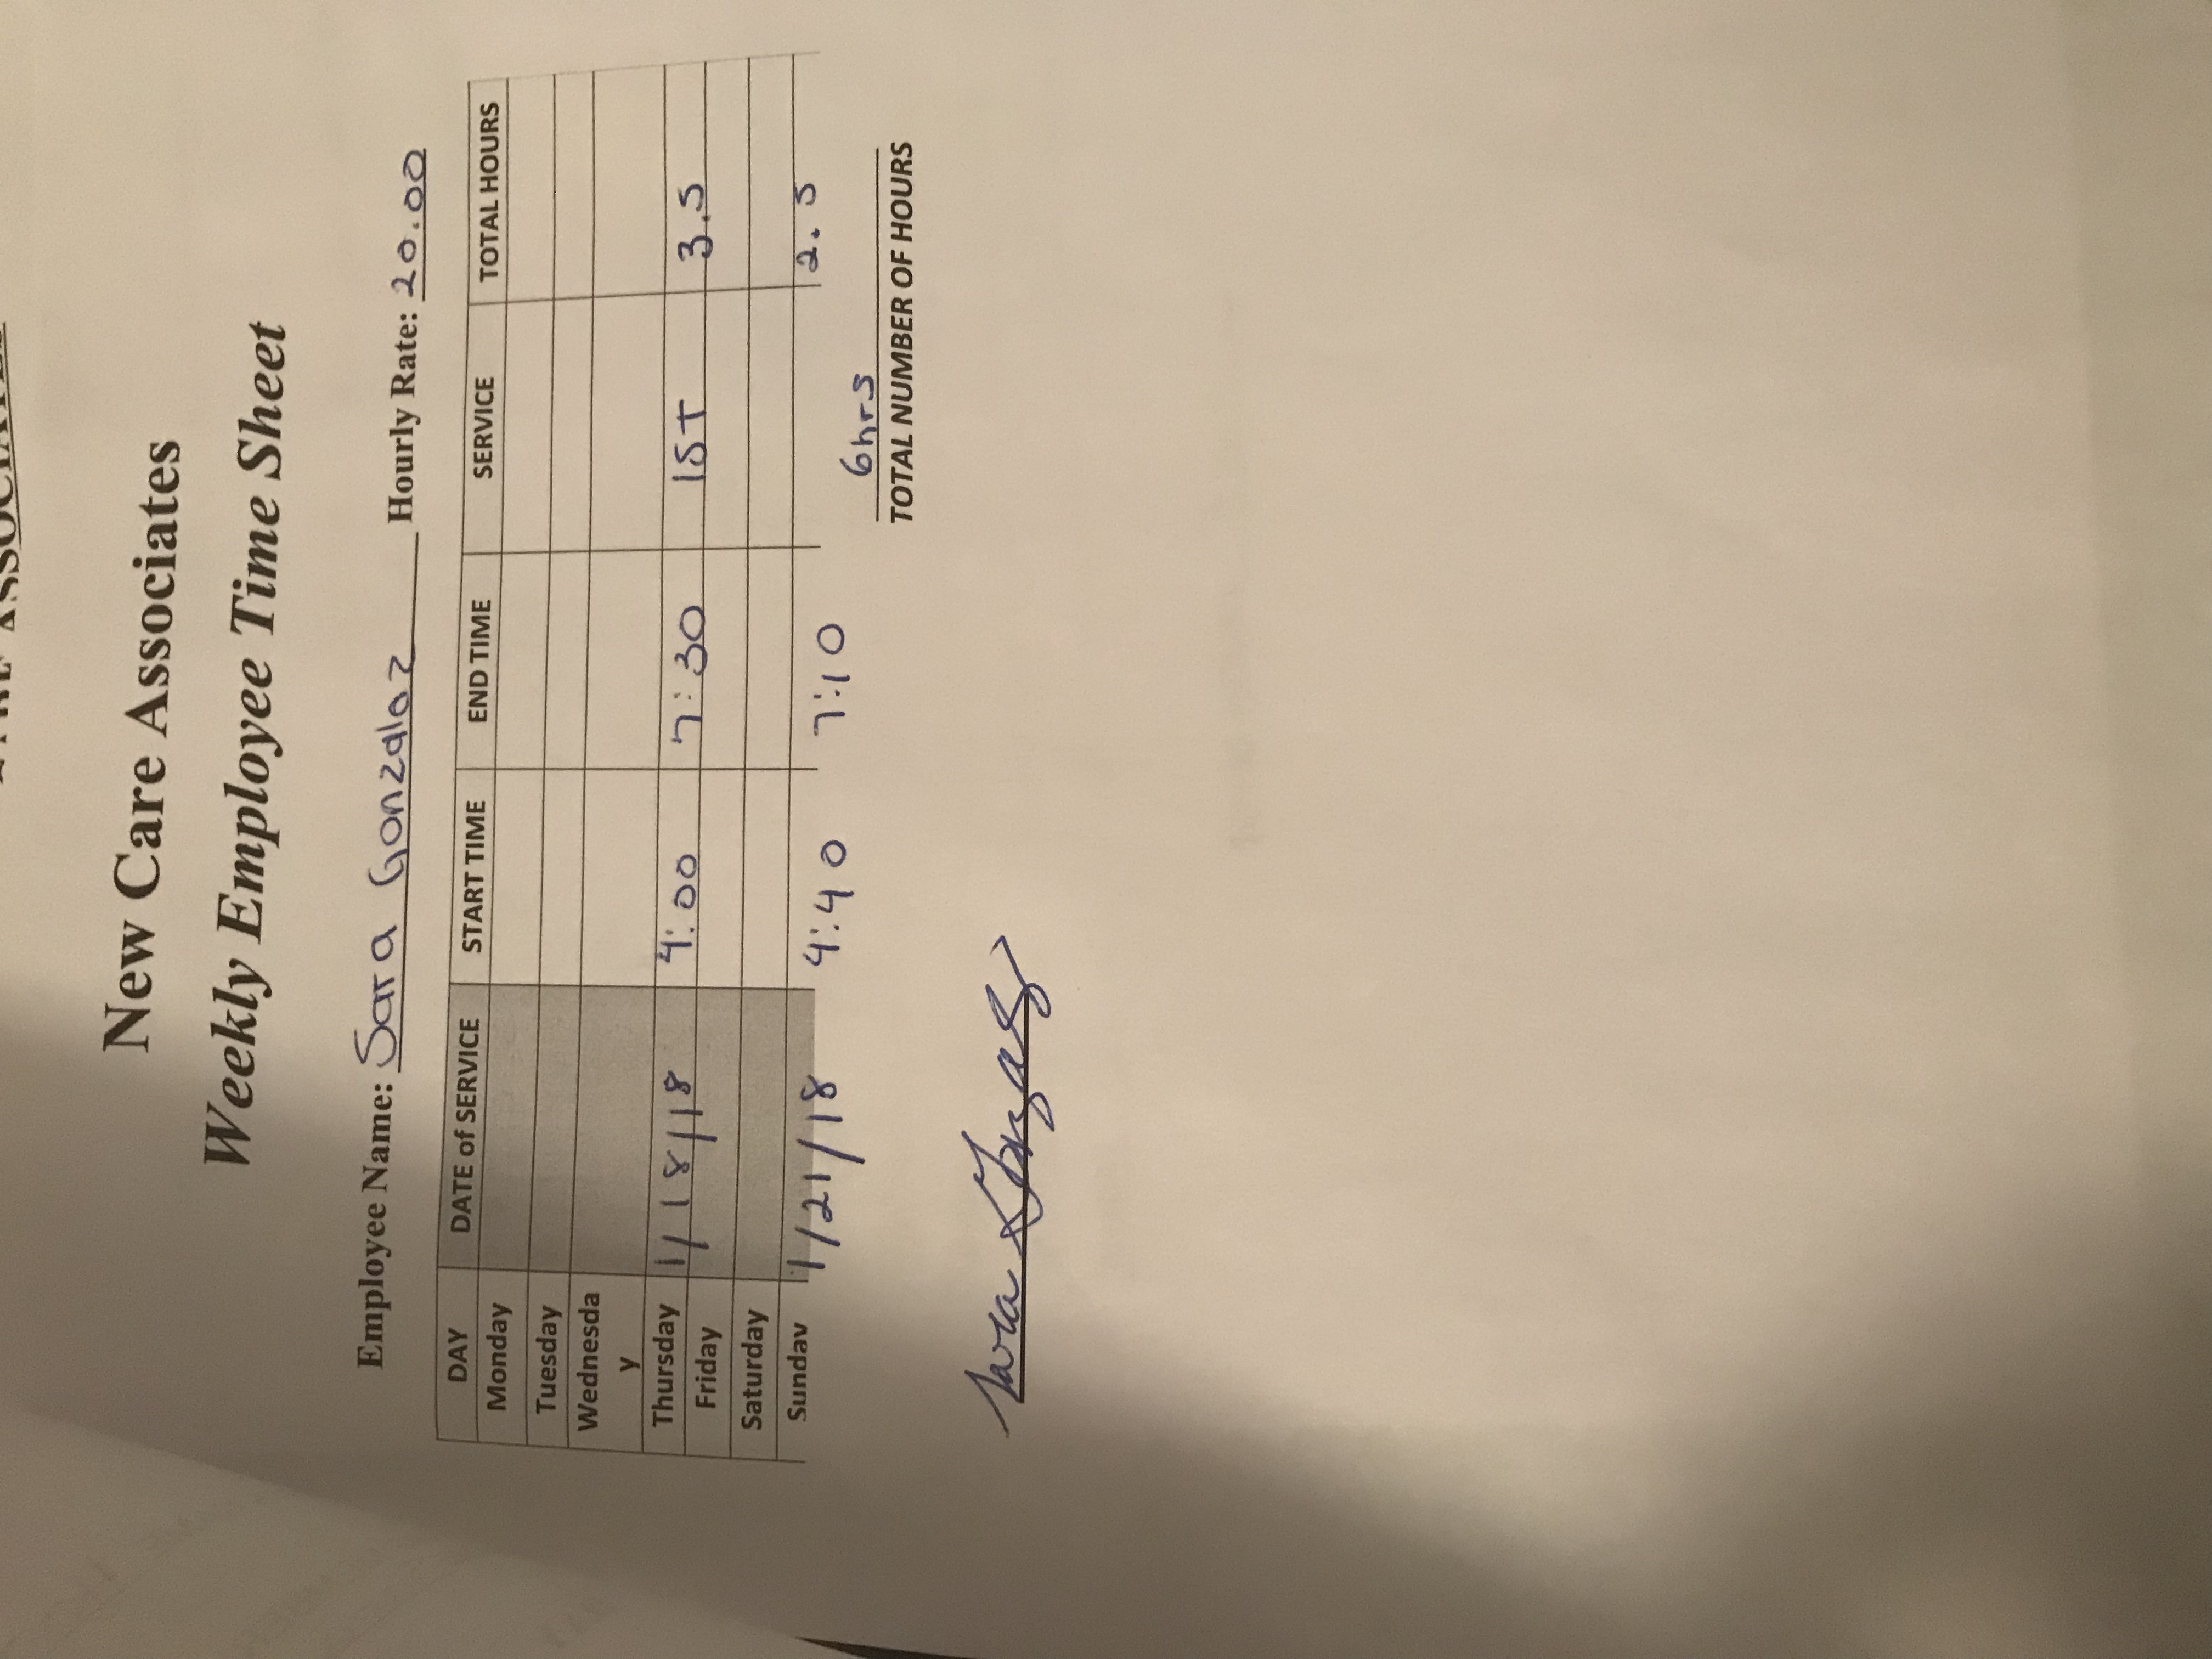 ASSOCIATES
New Care Associates
Weekly Employee Time Sheet
Employee Name: Sara Gonzalez Hourly Rate: 20.00
DAY DATE of SERVICE START TIME END TIME SERVICE TOTAL HOURS
Monday
Tuesday
Wednesda
y
Thursday 1/18/18 4:00 7:30 IST 3.5
Friday
Saturday
Sunday 1/21/18 4:40 7:10 2.5
6hrs
TOTAL NUMBER OF HOURS
Sara Gonzalez